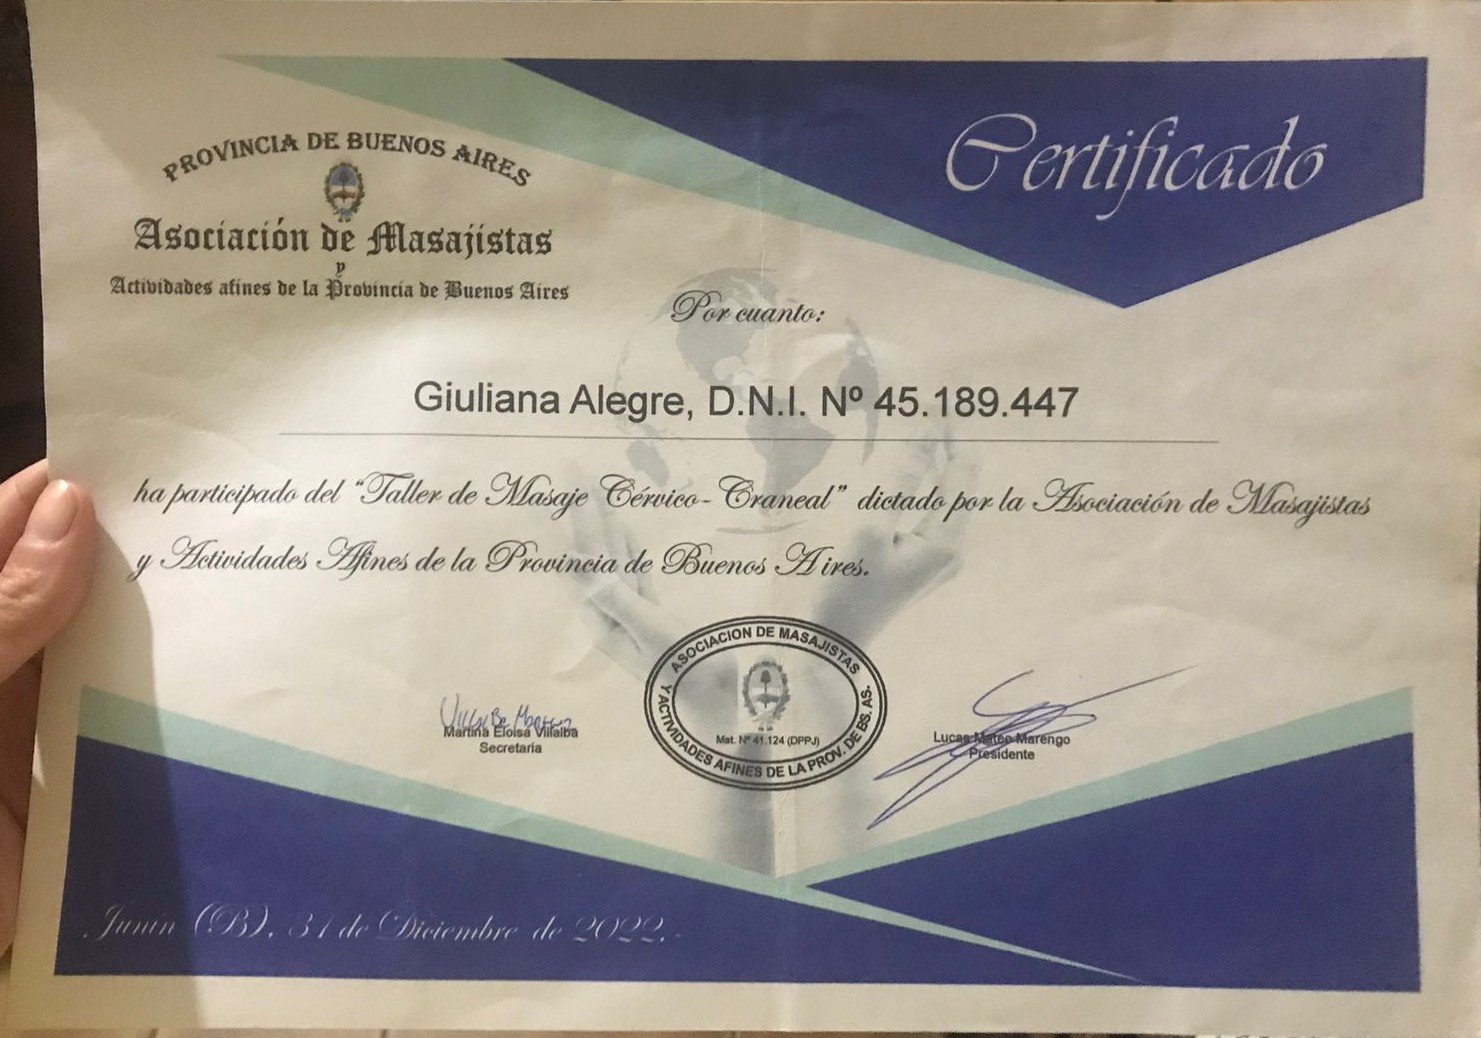 PROVINCIA DE BUENOS AIRES
Asociación de Masajistas
y
Actividades afines de la Provincia de Buenos Aires
Certificado
Por cuanto:
Giuliana Alegre, D.N.I. Nº 45.189.447
ha participado del "Taller de Masaje Cérvico-Craneal" dictado por la Asociación de Masajistas
y Actividades Afines de la Provincia de Buenos Aires.
Martina Eloisa Villalba
Secretaria
ASOCIACION DE MASAJISTAS
Mat. Nº 41.124 (DPPJ)
Y ACTIVIDADES AFINES DE LA PROV. DE BS. AS.
Lucas Mateo Marengo
Presidente
Junín (B), 31 de Diciembre de 2022.-